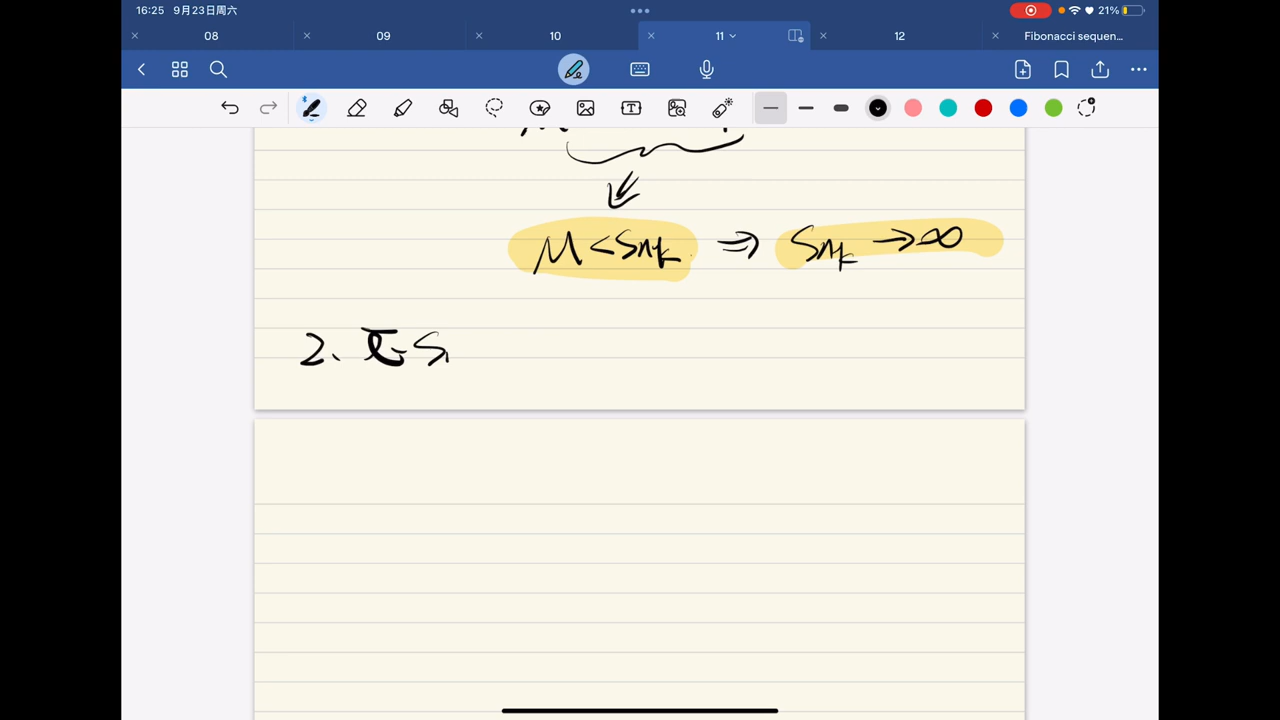 16:25 9月23日周六
21%
08 09 10 11 12 Fibonacci sequen...
M < Snk ⇒ Snk → ∞
2、